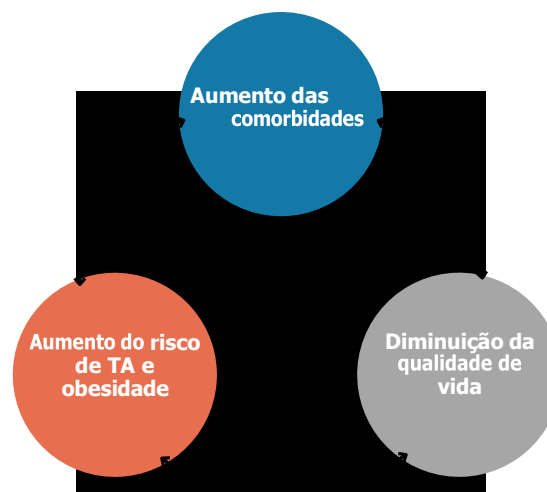 Aumento das
comorbidades
Aumento do risco
de TA e
obesidade
Diminuição da
qualidade de
vida